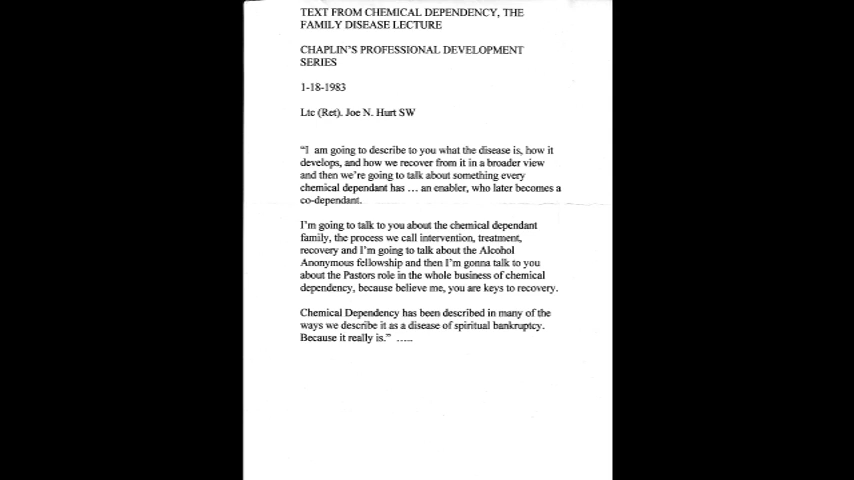 TEXT FROM CHEMICAL DEPENDENCY, THE
FAMILY DISEASE LECTURE
CHAPLIN'S PROFESSIONAL DEVELOPMENT
SERIES
1-18-1983
Ltc (Ret). Joe N. Hurt SW
"I am going to describe to you what the disease is, how it
develops, and how we recover from it in a broader view
and then we're going to talk about something every
chemical dependant has ... an enabler, who later becomes a
co-dependant.
I'm going to talk to you about the chemical dependant
family, the process we call intervention, treatment,
recovery and I'm going to talk about the Alcohol
Anonymous fellowship and then I'm gonna talk to you
about the Pastors role in the whole business of chemical
dependency, because believe me, you are keys to recovery.
Chemical Dependency has been described in many of the
ways we describe it as a disease of spiritual bankruptcy.
Because it really is." .....